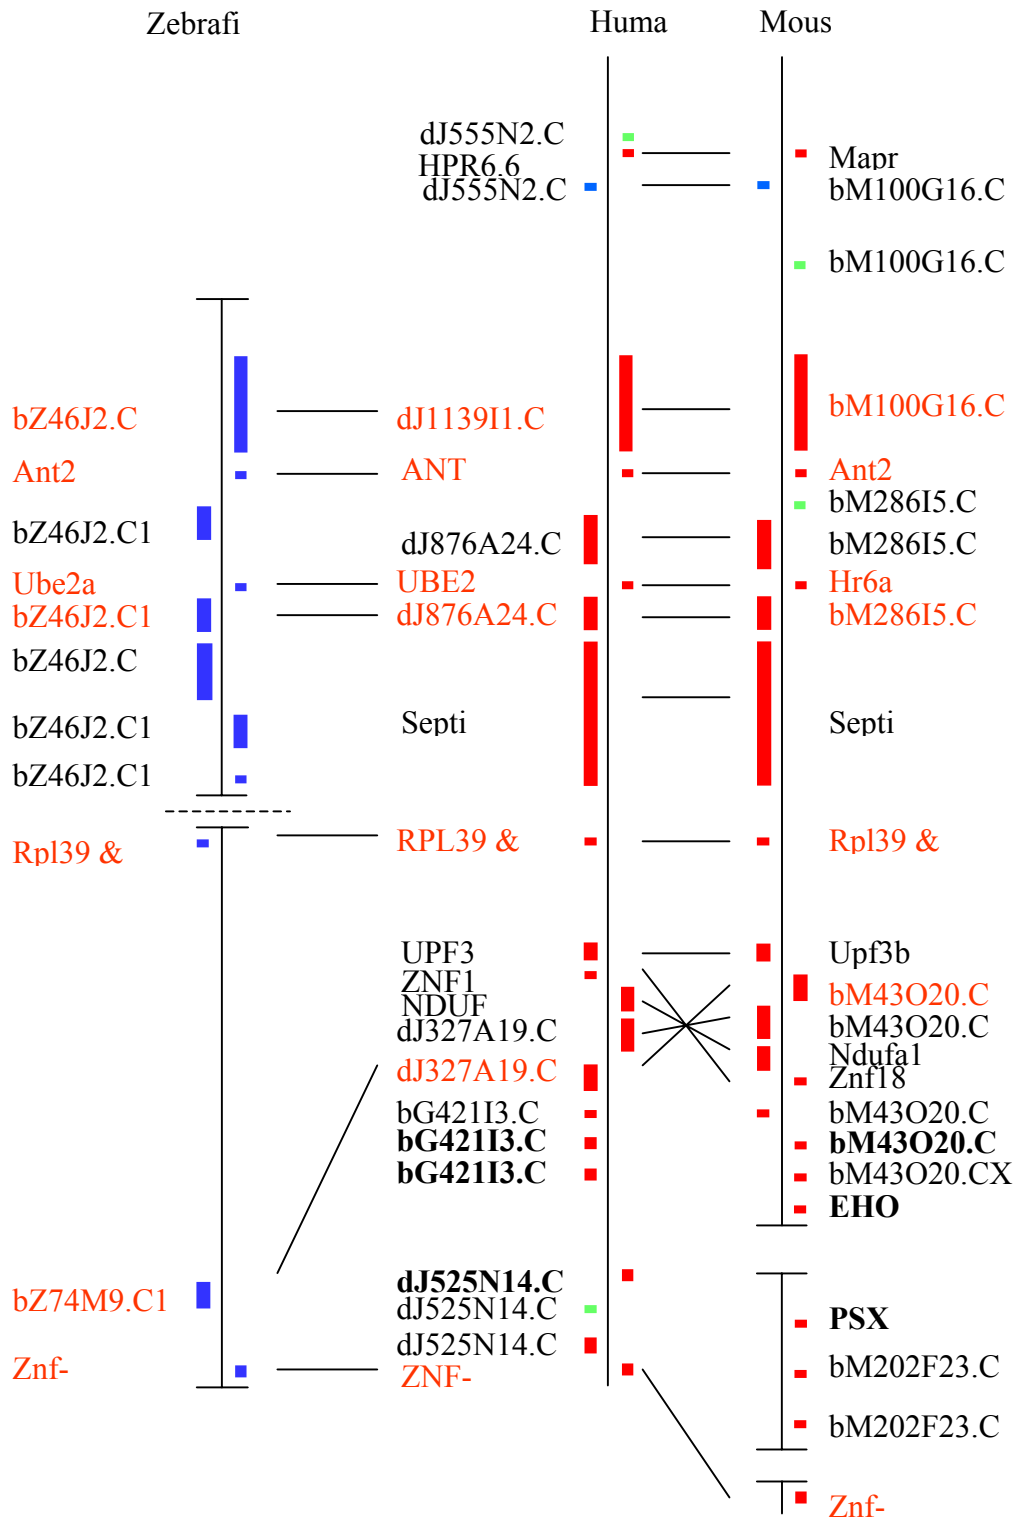 Zebrafi Huma Mous
dJ555N2.C
HPR6.6 Mapr
dJ555N2.C bM100G16.C
bM100G16.C
bZ46J2.C dJ1139I1.C bM100G16.C
Ant2 ANT Ant2
bM286I5.C
bZ46J2.C1 dJ876A24.C bM286I5.C
Ube2a UBE2 Hr6a
bZ46J2.C1 dJ876A24.C bM286I5.C
bZ46J2.C
bZ46J2.C1 Septi Septi
bZ46J2.C1
Rpl39 & RPL39 & Rpl39 &
UPF3 Upf3b
ZNF1 bM43O20.C
NDUF
dJ327A19.C bM43O20.C
Ndufa1
dJ327A19.C Znf18
bG421I3.C bM43O20.C
bG421I3.C bM43O20.C
bG421I3.C bM43O20.CX
EHO
dJ525N14.C
bZ74M9.C1 dJ525N14.C PSX
dJ525N14.C
Znf- ZNF- bM202F23.C
bM202F23.C
Znf-